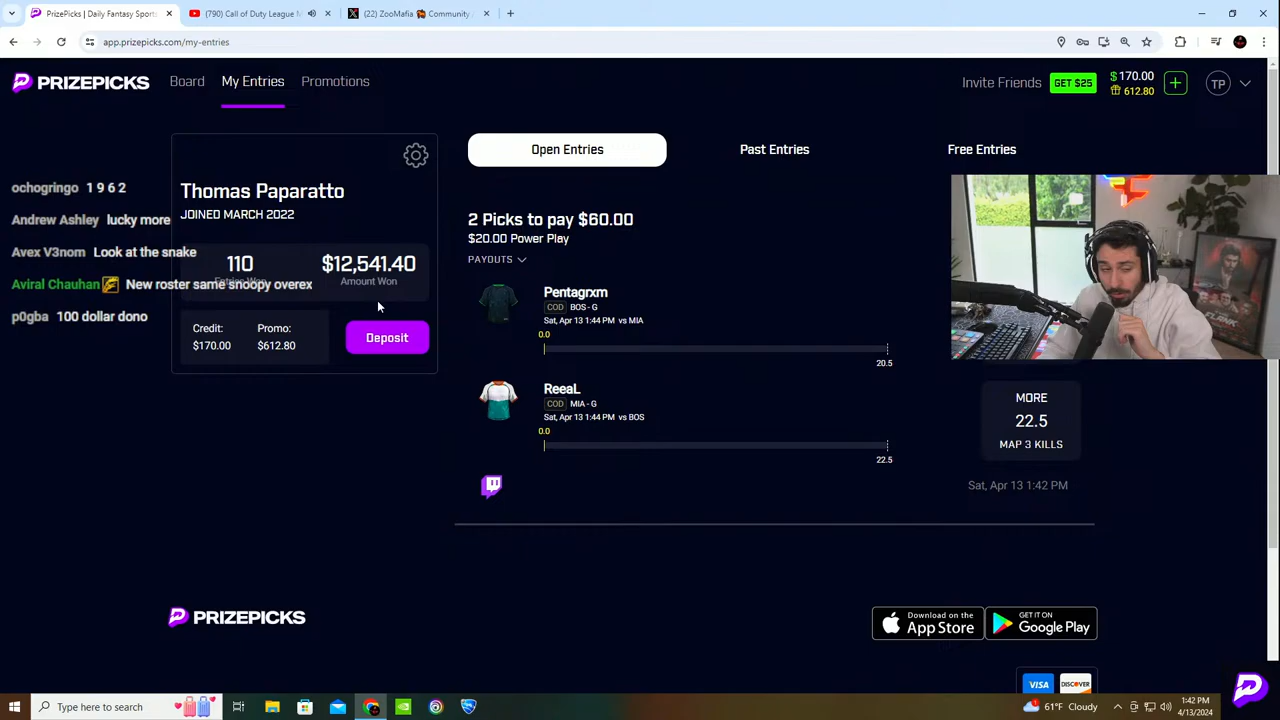 PrizePicks | Daily Fantasy Sports
(790) Call of Duty League M
(22) ZooMafia Community
app.prizepicks.com/my-entries
PRIZEPICKS
Board
My Entries
Promotions
Invite Friends
GET $25
$170.00
612.80
TP
Open Entries
Past Entries
Free Entries
Thomas Paparatto
JOINED MARCH 2022
110
$12,541.40
Amount Won
Credit:
$170.00
Promo:
$612.80
Deposit
ochogringo 1 9 6 2
Andrew Ashley lucky more
Avex V3nom Look at the snake
Aviral Chauhan New roster same snoopy overex
p0gba 100 dollar dono
2 Picks to pay $60.00
$20.00 Power Play
PAYOUTS
Pentagrxm
COD BOS - G
Sat, Apr 13 1:44 PM vs MIA
0.0
20.5
ReeaL
COD MIA - G
Sat, Apr 13 1:44 PM vs BOS
0.0
22.5
MORE
22.5
MAP 3 KILLS
Sat, Apr 13 1:42 PM
PRIZEPICKS
Download on the
App Store
GET IT ON
Google Play
VISA
DISCOVER
Type here to search
61°F Cloudy
1:42 PM
4/13/2024